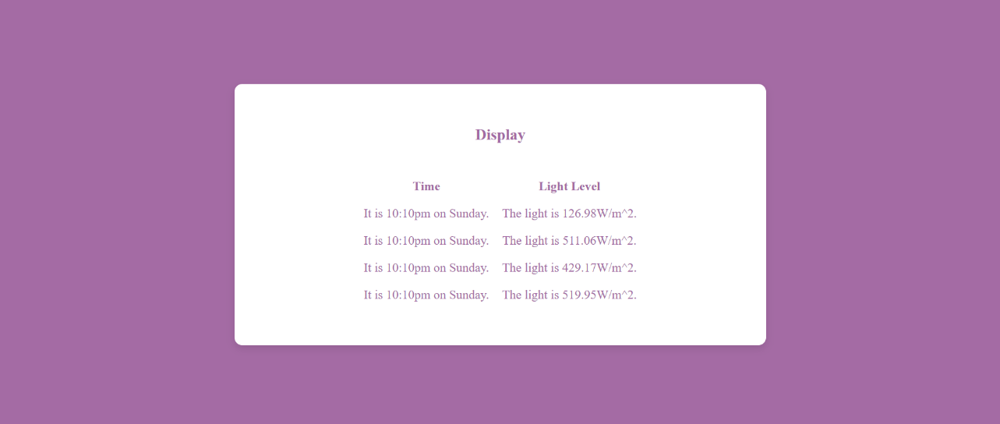 Display
Time Light Level
It is 10:10pm on Sunday. The light is 126.98W/m^2.
It is 10:10pm on Sunday. The light is 511.06W/m^2.
It is 10:10pm on Sunday. The light is 429.17W/m^2.
It is 10:10pm on Sunday. The light is 519.95W/m^2.